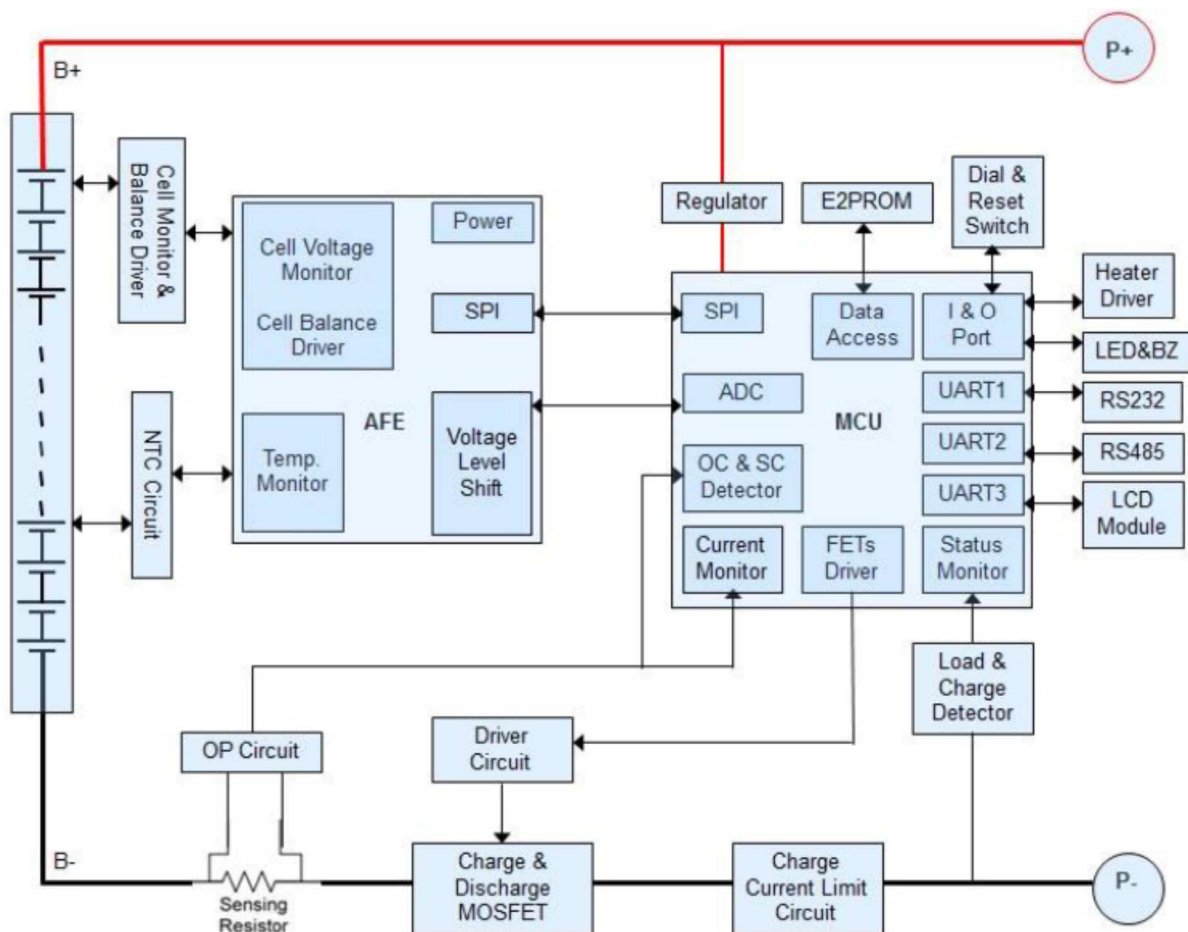 P+
B+
Cell Monitor &
Balance Driver
Cell Voltage
Monitor
Cell Balance
Driver
Power
SPI
AFE
Temp.
Monitor
Voltage
Level
Shift
NTC Circuit
Regulator
E2PROM
Dial &
Reset
Switch
SPI
Data
Access
I & O
Port
Heater
Driver
LED&BZ
ADC
MCU
UART1
RS232
OC & SC
Detector
UART2
RS485
UART3
LCD
Module
Current
Monitor
FETs
Driver
Status
Monitor
Load &
Charge
Detector
OP Circuit
Driver
Circuit
B-
Sensing
Resistor
Charge &
Discharge
MOSFET
Charge
Current Limit
Circuit
P-